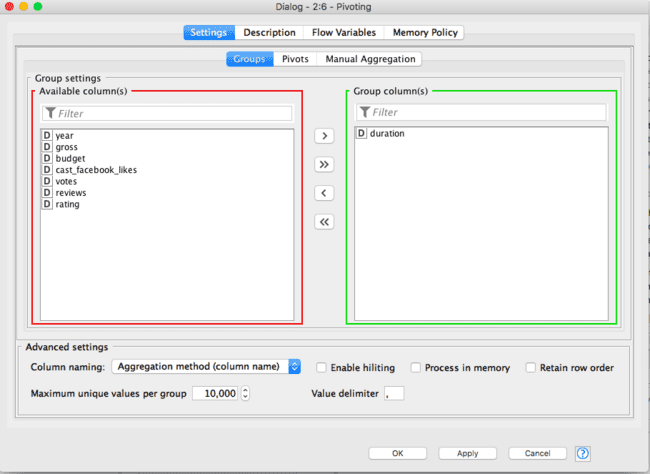 Dialog - 2:6 - Pivoting
Settings Description Flow Variables Memory Policy
Groups Pivots Manual Aggregation
Group settings
Available column(s)
Filter
D year
D gross
D budget
D cast_facebook_likes
D votes
D reviews
D rating
>
>>
<
<<
Group column(s)
Filter
D duration
Advanced settings
Column naming: Aggregation method (column name) Enable hiliting Process in memory Retain row order
Maximum unique values per group 10,000 Value delimiter ,
OK Apply Cancel ?